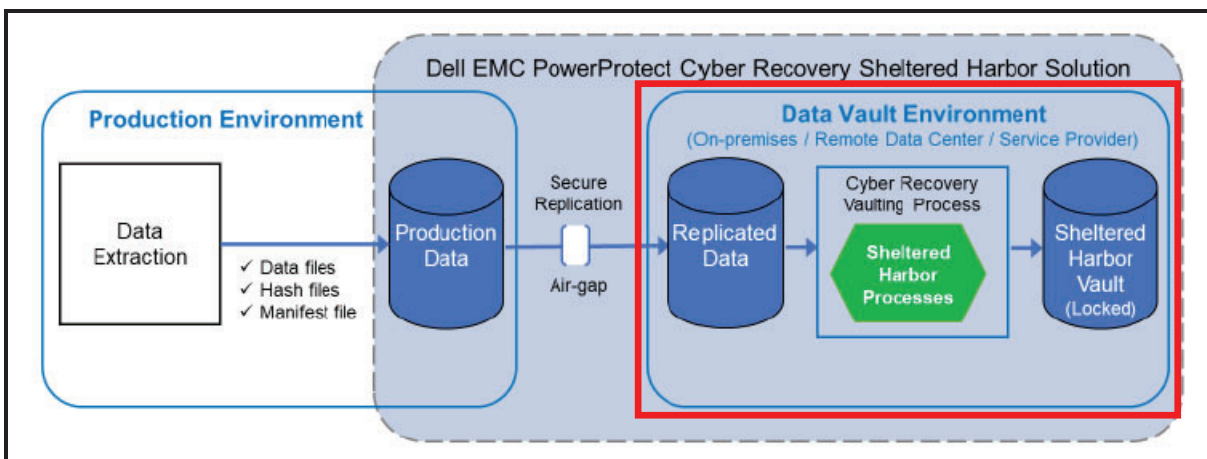 Dell EMC PowerProtect Cyber Recovery Sheltered Harbor Solution
Production Environment
Data
Extraction
✓ Data files
✓ Hash files
✓ Manifest file
Production
Data
Secure
Replication
Air-gap
Data Vault Environment
(On-premises / Remote Data Center / Service Provider)
Replicated
Data
Cyber Recovery
Vaulting Process
Sheltered
Harbor
Processes
Sheltered
Harbor
Vault
(Locked)